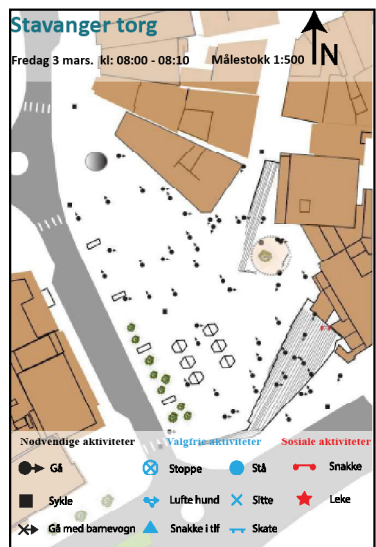 Stavanger torg
Fredag 3 mars. kl: 08:00 - 08:10 Målestokk 1:500
N
Nødvendige aktiviteter Valgfrie aktiviteter Sosiale aktiviteter
Gå Stoppe Stå Snakke
Sykle Lufte hund Sitte Leke
Gå med barnevogn Snakke i tlf Skate